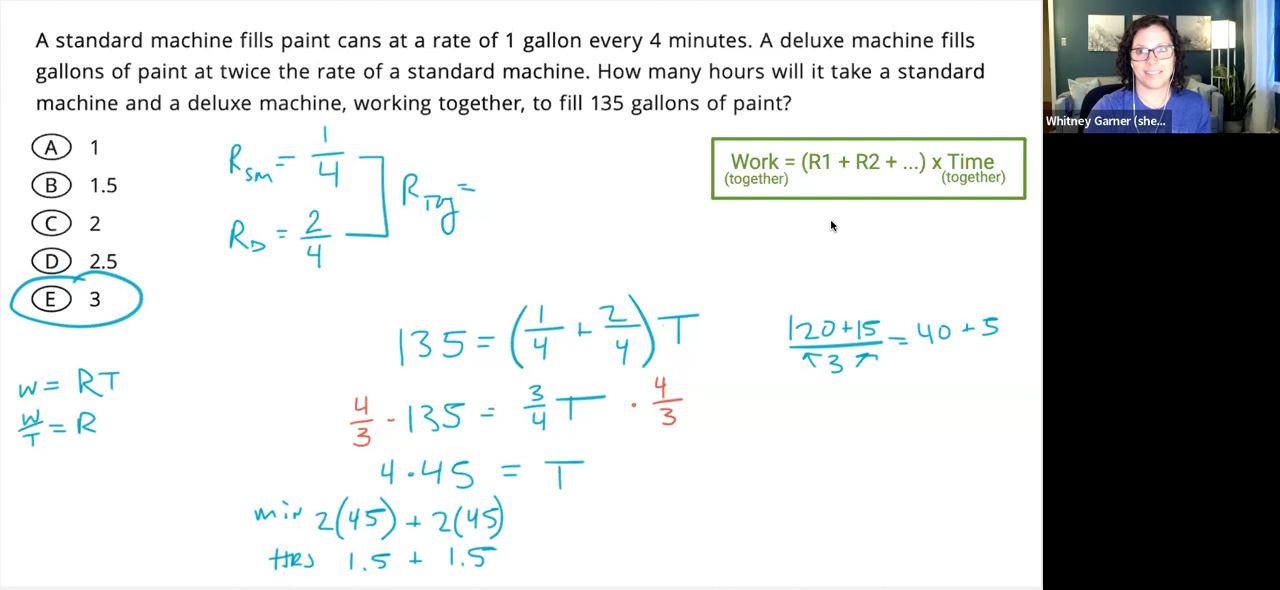 A standard machine fills paint cans at a rate of 1 gallon every 4 minutes. A deluxe machine fills
gallons of paint at twice the rate of a standard machine. How many hours will it take a standard
machine and a deluxe machine, working together, to fill 135 gallons of paint?
Whitney Garner (she...
A 1
B 1.5
C 2
D 2.5
E 3
R_SM = 1/4
R_D = 2/4
R_Tog =
Work = (R1 + R2 + ...) x Time
(together) (together)
135 = (1/4 + 2/4) T
120+15 / 3 = 40 + 5
W = RT
W/T = R
4/3 · 135 = 3/4 T · 4/3
4 · 45 = T
min 2(45) + 2(45)
HRS 1.5 + 1.5